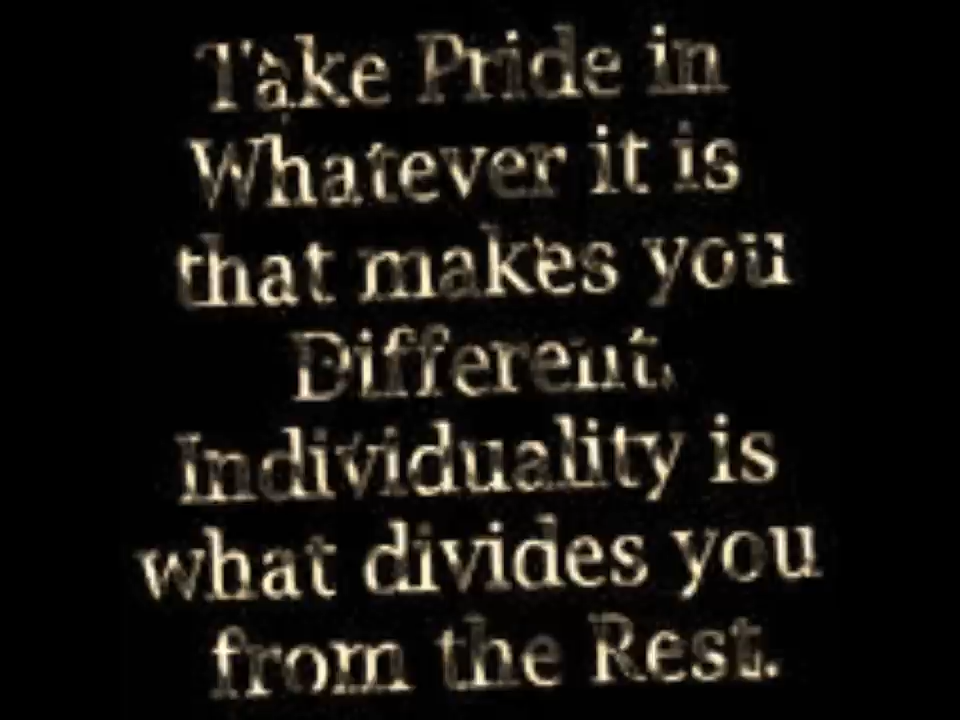 Take Pride in
Whatever it is
that makes you
Different.
Individuality is
what divides you
from the Rest.